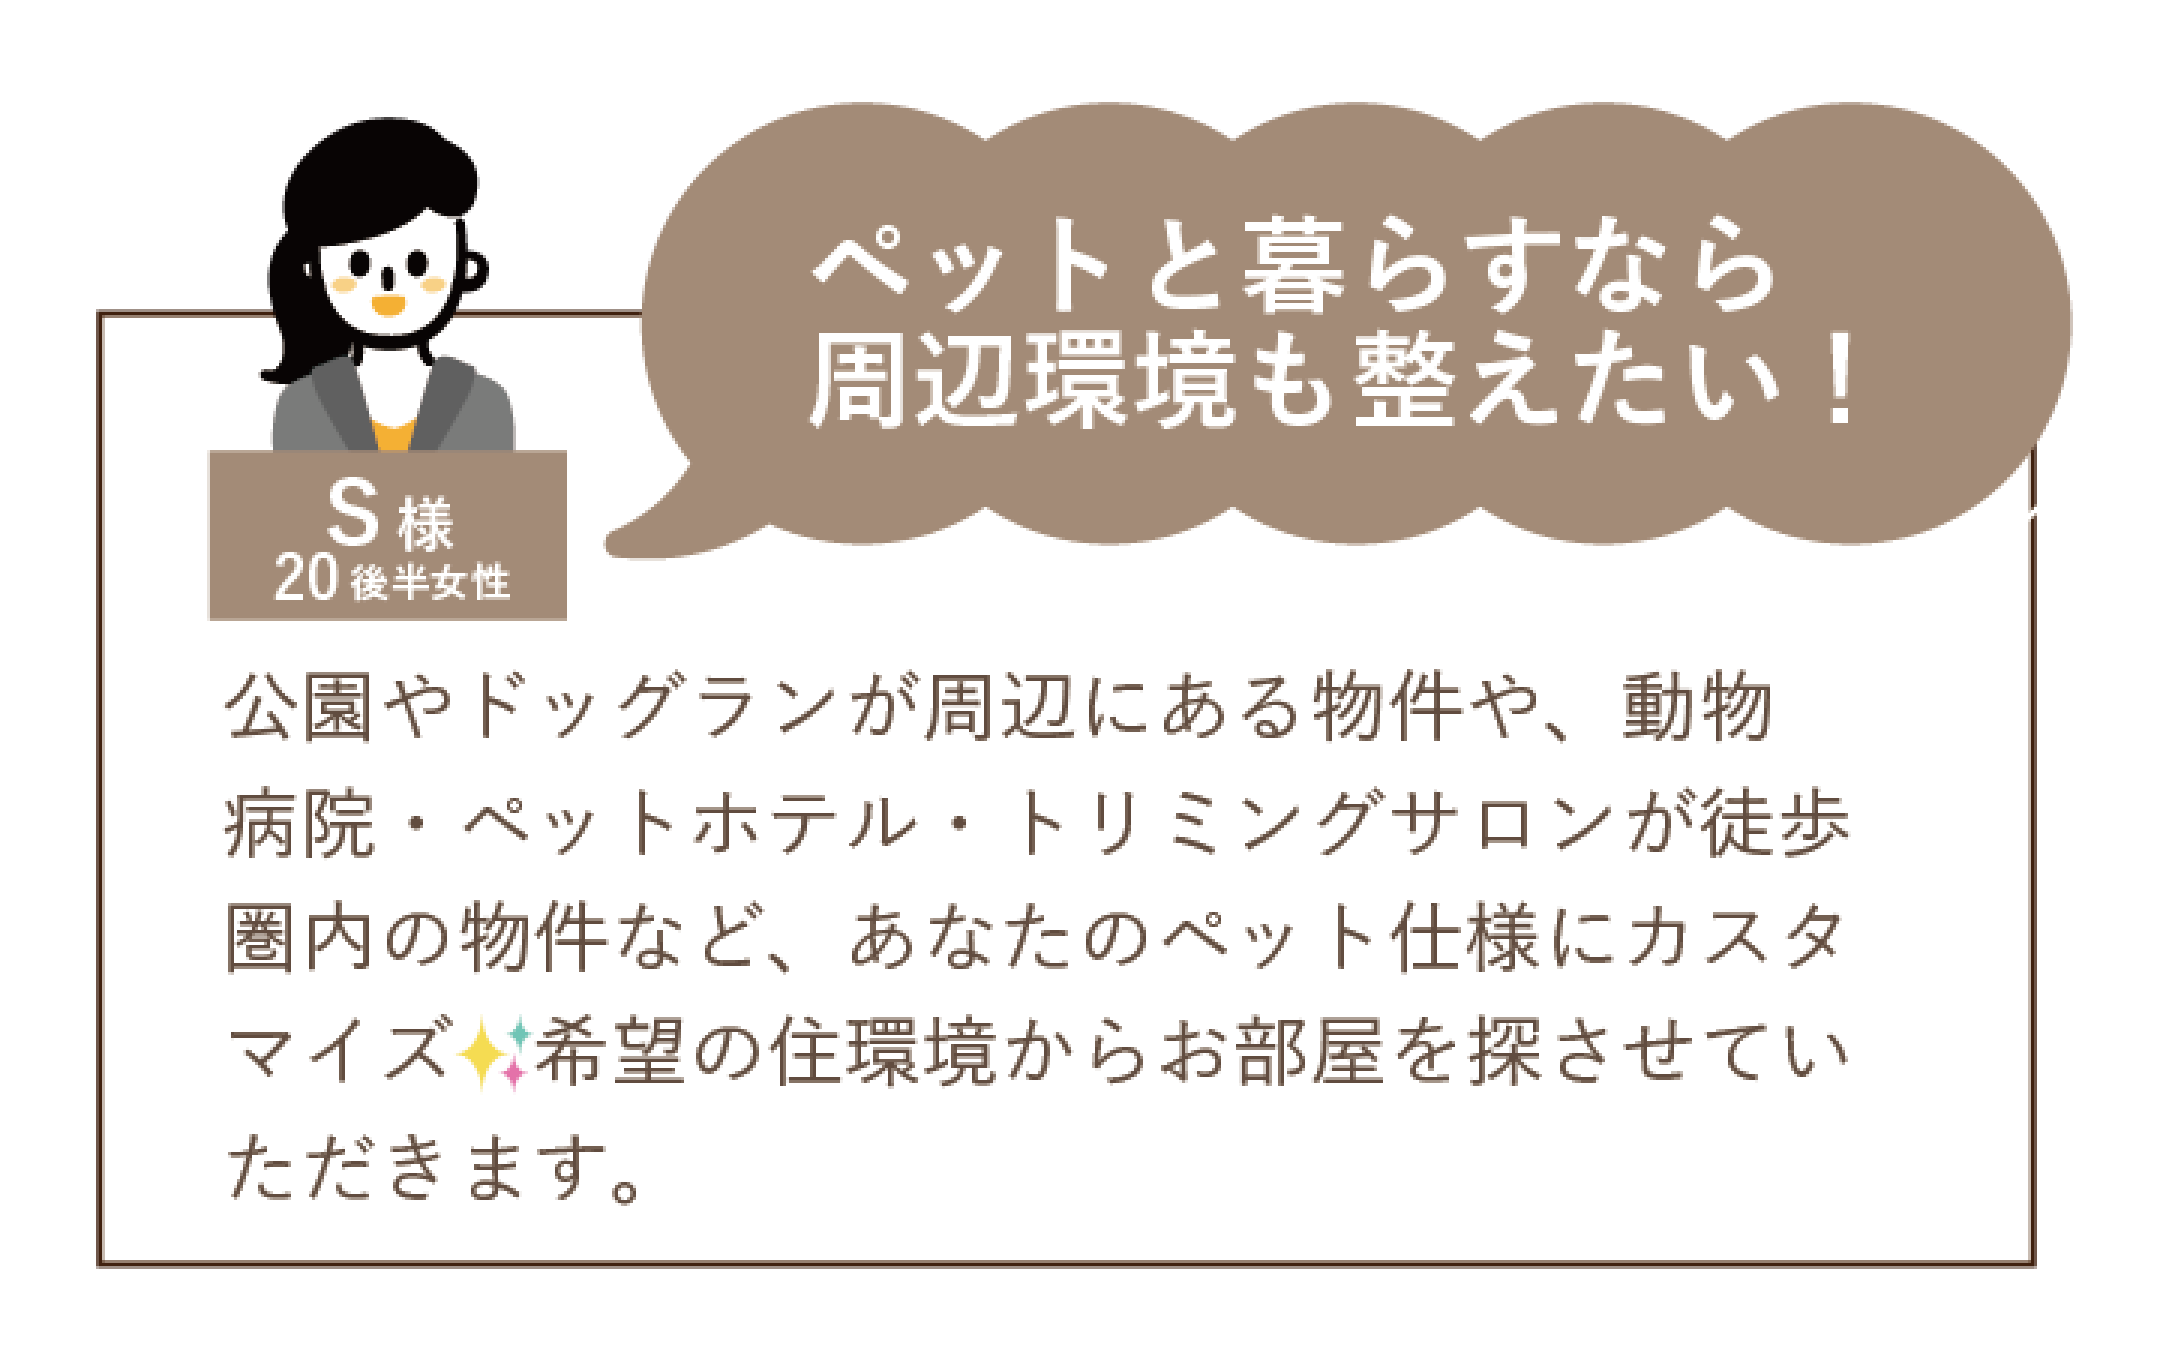 ペットと暮らすなら
周辺環境も整えたい！
S 様
20 後半女性
公園やドッグランが周辺にある物件や、動物
病院・ペットホテル・トリミングサロンが徒歩
圏内の物件など、あなたのペット仕様にカスタ
マイズ✨希望の住環境からお部屋を探させてい
ただきます。